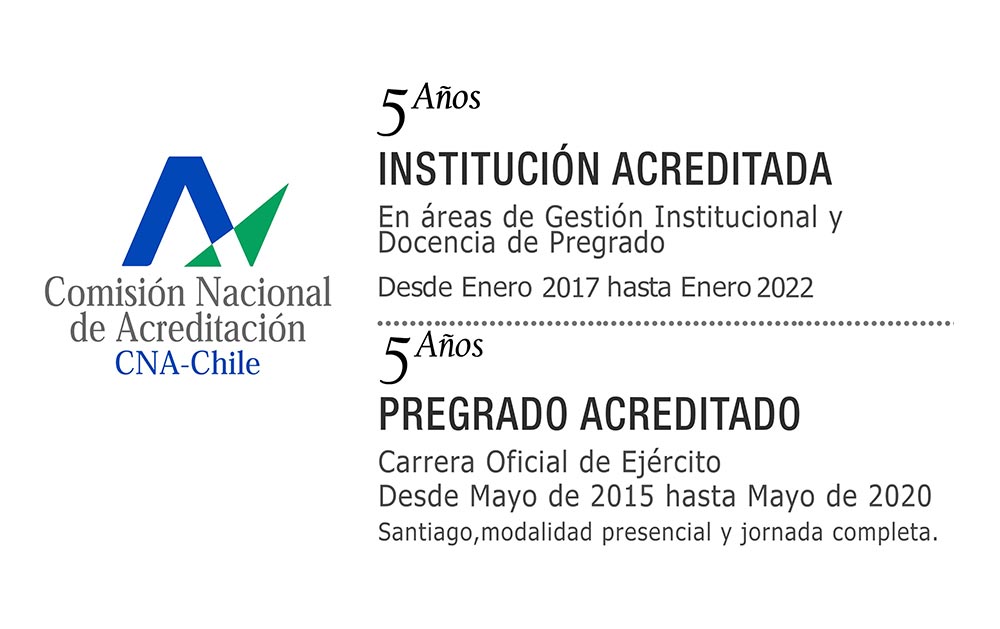 Comisión Nacional
de Acreditación
CNA-Chile
5 Años
INSTITUCIÓN ACREDITADA
En áreas de Gestión Institucional y
Docencia de Pregrado
Desde Enero 2017 hasta Enero 2022
5 Años
PREGRADO ACREDITADO
Carrera Oficial de Ejército
Desde Mayo de 2015 hasta Mayo de 2020
Santiago,modalidad presencial y jornada completa.